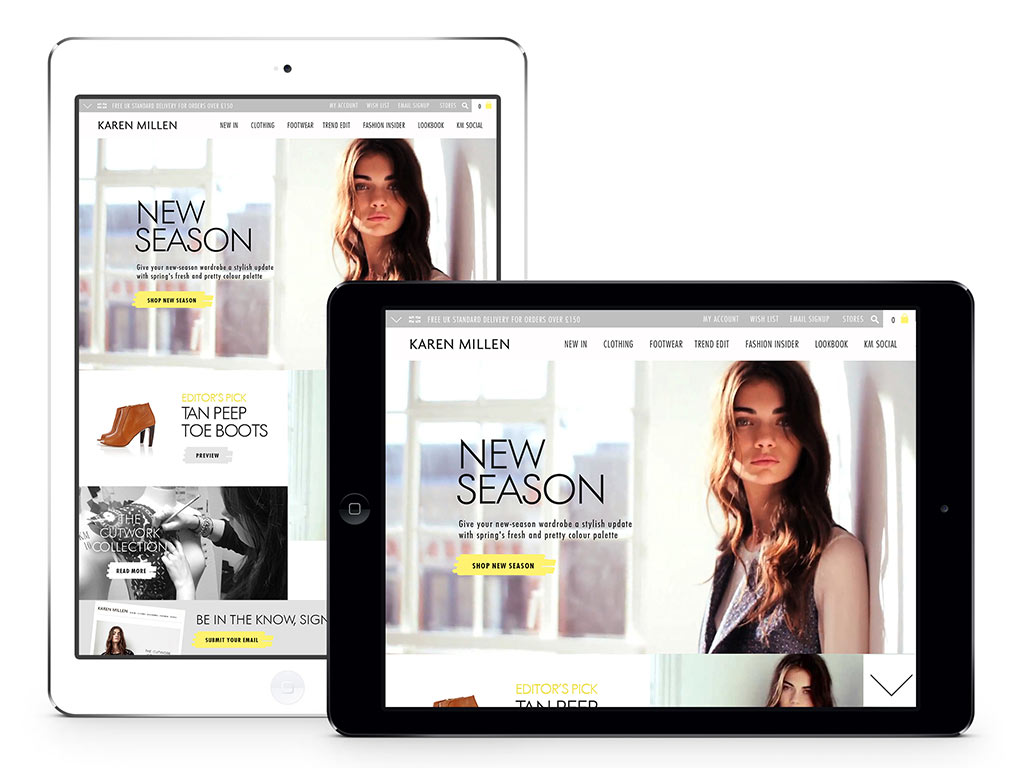 FREE UK STANDARD DELIVERY FOR ORDERS OVER £150
MY ACCOUNT WISH LIST EMAIL SIGNUP STORES 0
KAREN MILLEN
NEW IN CLOTHING FOOTWEAR TREND EDIT FASHION INSIDER LOOKBOOK KM SOCIAL
NEW
SEASON
Give your new-season wardrobe a stylish update
with spring's fresh and pretty colour palette
SHOP NEW SEASON
EDITOR'S PICK
TAN PEEP
TOE BOOTS
PREVIEW
THE
CUTWORK
COLLECTION
READ MORE
KAREN MILLEN
THE CUTWORK
BE IN THE KNOW, SIGN
SUBMIT YOUR EMAIL
FREE UK STANDARD DELIVERY FOR ORDERS OVER £150
MY ACCOUNT WISH LIST EMAIL SIGNUP STORES 0
KAREN MILLEN
NEW IN CLOTHING FOOTWEAR TREND EDIT FASHION INSIDER LOOKBOOK KM SOCIAL
NEW
SEASON
Give your new-season wardrobe a stylish update
with spring's fresh and pretty colour palette
SHOP NEW SEASON
EDITOR'S PICK
TAN PEEP